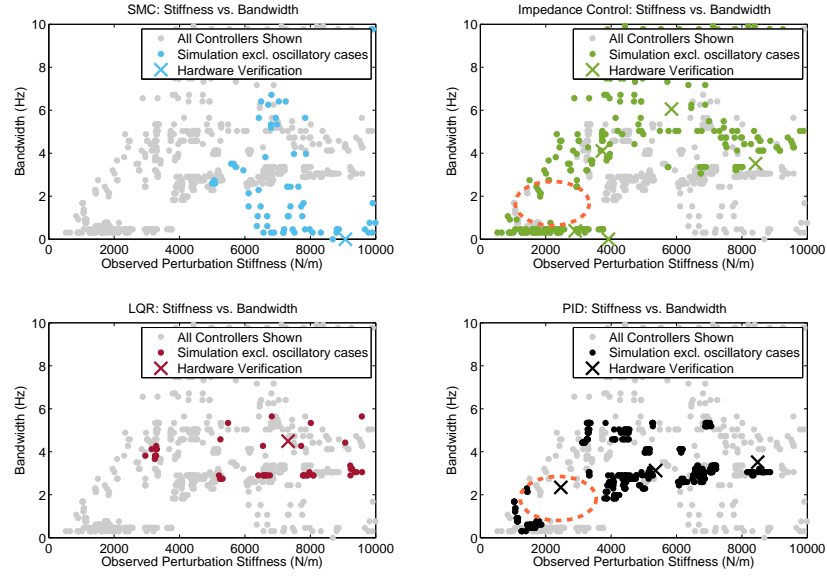 SMC: Stiffness vs. Bandwidth
10
8
6
4
2
0
Bandwidth (Hz)
All Controllers Shown
Simulation excl. oscillatory cases
Hardware Verification
0 2000 4000 6000 8000 10000
Observed Perturbation Stiffness (N/m)
Impedance Control: Stiffness vs. Bandwidth
10
8
6
4
2
0
Bandwidth (Hz)
All Controllers Shown
Simulation excl. oscillatory cases
Hardware Verification
0 2000 4000 6000 8000 10000
Observed Perturbation Stiffness (N/m)
LQR: Stiffness vs. Bandwidth
10
8
6
4
2
0
Bandwidth (Hz)
All Controllers Shown
Simulation excl. oscillatory cases
Hardware Verification
0 2000 4000 6000 8000 10000
Observed Perturbation Stiffness (N/m)
PID: Stiffness vs. Bandwidth
10
8
6
4
2
0
Bandwidth (Hz)
All Controllers Shown
Simulation excl. oscillatory cases
Hardware Verification
0 2000 4000 6000 8000 10000
Observed Perturbation Stiffness (N/m)